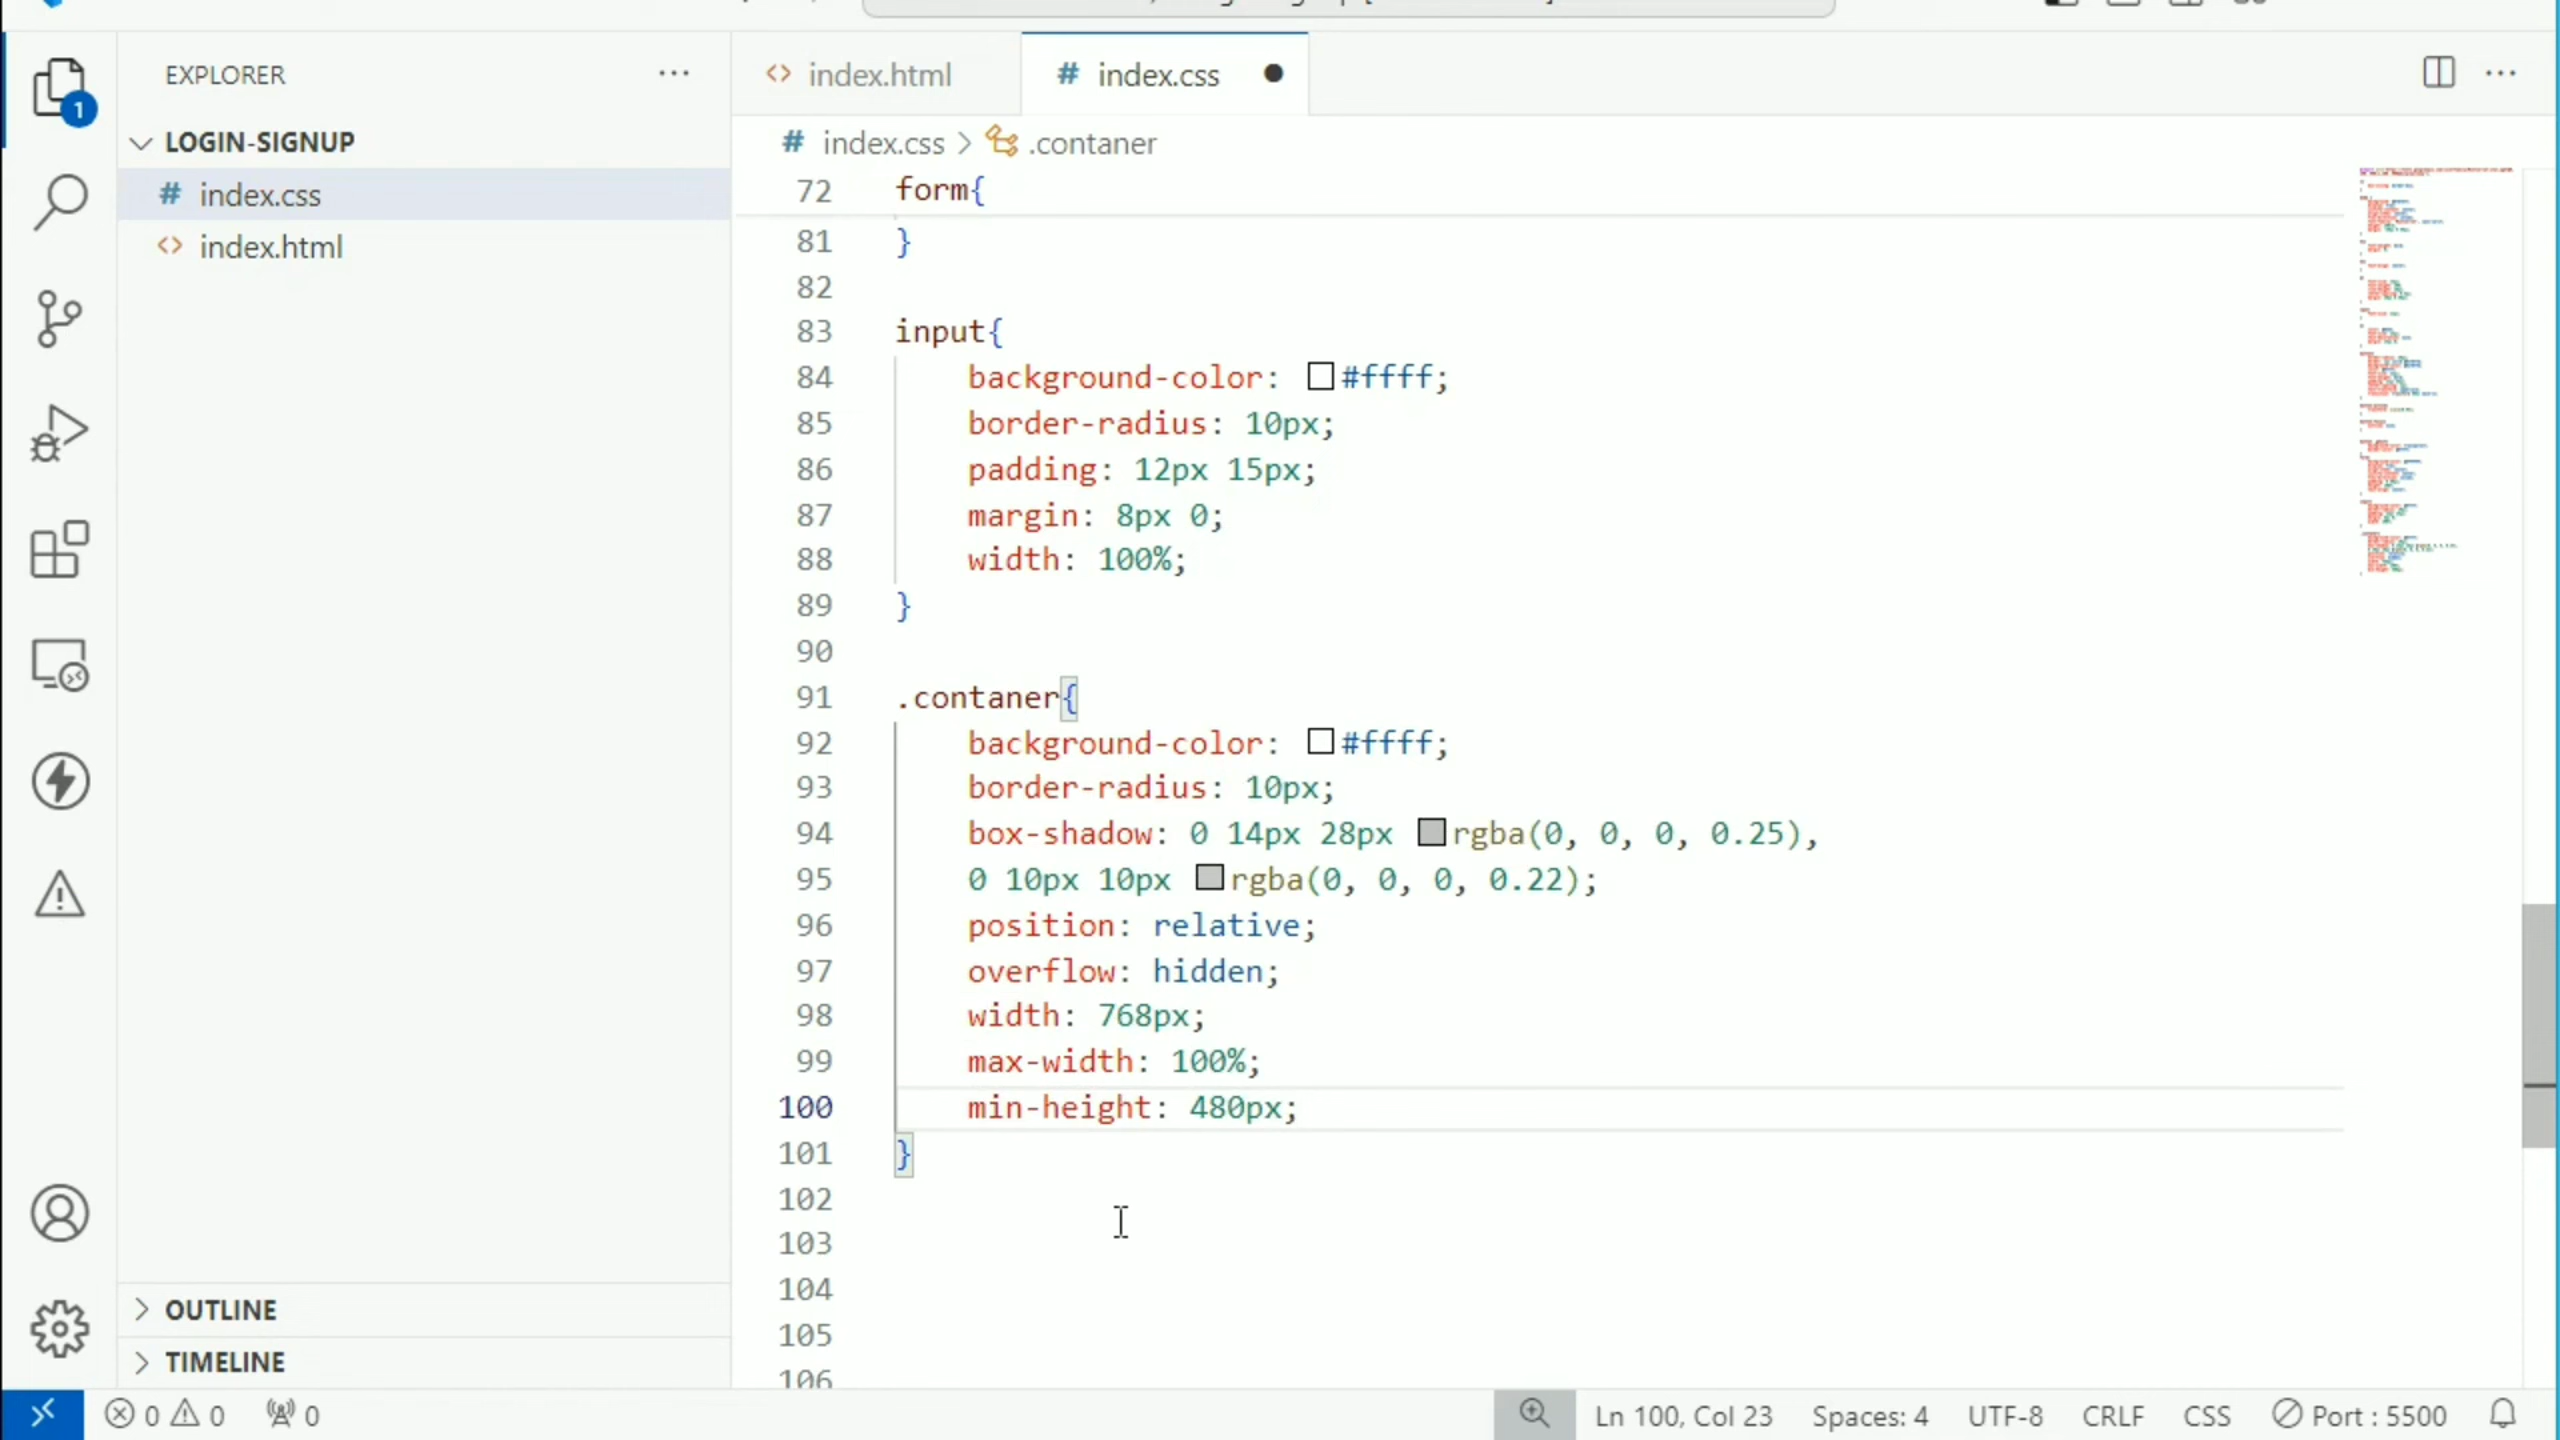 EXPLORER
LOGIN-SIGNUP
index.css
index.html
1
index.html
# index.css
# index.css > .contaner
72 form{
81 }
82
83 input{
84 background-color: #ffff;
85 border-radius: 10px;
86 padding: 12px 15px;
87 margin: 8px 0;
88 width: 100%;
89 }
90
91 .contaner{
92 background-color: #ffff;
93 border-radius: 10px;
94 box-shadow: 0 14px 28px rgba(0, 0, 0, 0.25),
95 0 10px 10px rgba(0, 0, 0, 0.22);
96 position: relative;
97 overflow: hidden;
98 width: 768px;
99 max-width: 100%;
100 min-height: 480px;
101 }
102
103
104
105
106
OUTLINE
TIMELINE
0 0 0
Ln 100, Col 23 Spaces: 4 UTF-8 CRLF CSS Port : 5500